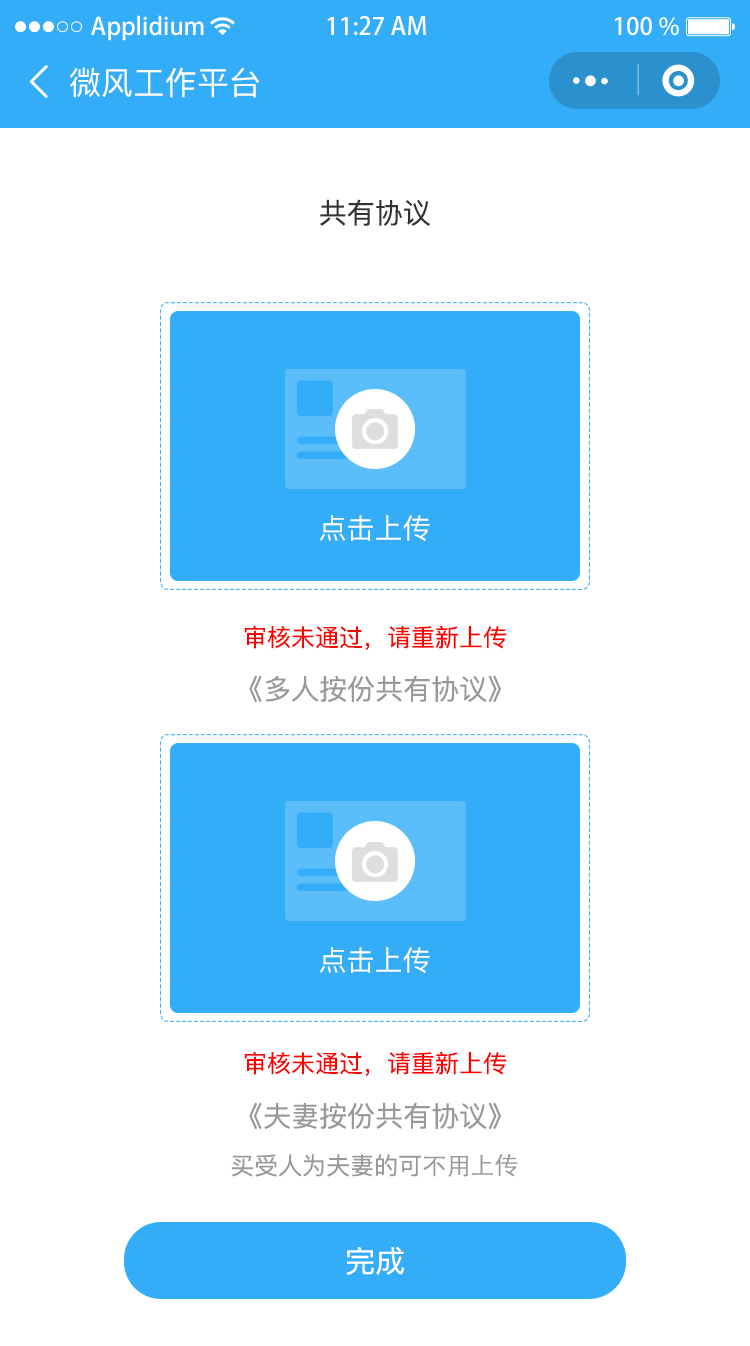 Applidium 11:27 AM 100 %
微风工作平台
共有协议
点击上传
审核未通过，请重新上传
《多人按份共有协议》
点击上传
审核未通过，请重新上传
《夫妻按份共有协议》
买受人为夫妻的可不用上传
完成